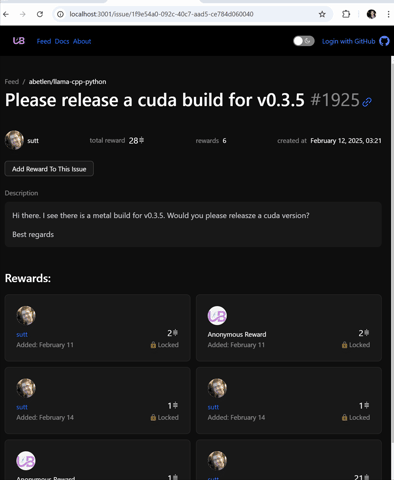 localhost:3001/issue/1f9e54a0-092c-40c7-aad5-ce784d060040
Feed Docs About
Login with GitHub
Feed / abetlen/llama-cpp-python
Please release a cuda build for v0.3.5 #1925
sutt total reward 28 rewards 6 created at February 12, 2025, 03:21
Add Reward To This Issue
Description
Hi there. I see there is a metal build for v0.3.5. Would you please releasze a cuda version?
Best regards
Rewards:
sutt 2
Added: February 11 Locked
Anonymous Reward 2
Added: February 11 Locked
sutt 1
Added: February 14 Locked
sutt 1
Added: February 14 Locked
Anonymous Reward 1
sutt 21